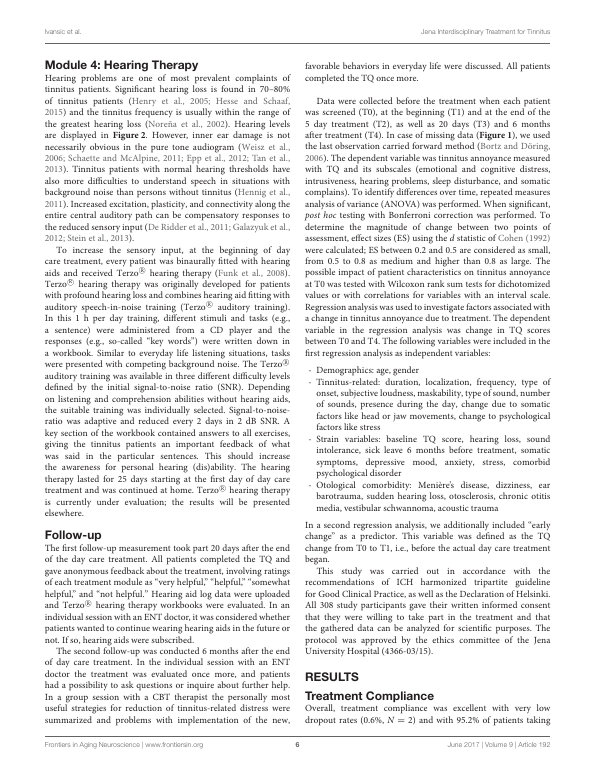 Ivansic et al.
Jena Interdisciplinary Treatment for Tinnitus
Module 4: Hearing Therapy
Hearing problems are one of most prevalent complaints of
tinnitus patients. Significant hearing loss is found in 70–80%
of tinnitus patients (Henry et al., 2005; Hesse and Schaaf,
2015) and the tinnitus frequency is usually within the range of
the greatest hearing loss (Noreña et al., 2002). Hearing levels
are displayed in Figure 2. However, inner ear damage is not
necessarily obvious in the pure tone audiogram (Weisz et al.,
2006; Schaette and McAlpine, 2011; Epp et al., 2012; Tan et al.,
2013). Tinnitus patients with normal hearing thresholds have
also more difficulties to understand speech in situations with
background noise than persons without tinnitus (Hennig et al.,
2011). Increased excitation, plasticity, and connectivity along the
entire central auditory path can be compensatory responses to
the reduced sensory input (De Ridder et al., 2011; Galazyuk et al.,
2012; Stein et al., 2013).
To increase the sensory input, at the beginning of day
care treatment, every patient was binaurally fitted with hearing
aids and received Terzo® hearing therapy (Funk et al., 2008).
Terzo® hearing therapy was originally developed for patients
with profound hearing loss and combines hearing aid fitting with
auditory speech-in-noise training (Terzo® auditory training).
In this 1 h per day training, different stimuli and tasks (e.g.,
a sentence) were administered from a CD player and the
responses (e.g., so-called “key words”) were written down in
a workbook. Similar to everyday life listening situations, tasks
were presented with competing background noise. The Terzo®
auditory training was available in three different difficulty levels
defined by the initial signal-to-noise ratio (SNR). Depending
on listening and comprehension abilities without hearing aids,
the suitable training was individually selected. Signal-to-noise-
ratio was adaptive and reduced every 2 days in 2 dB SNR. A
key section of the workbook contained answers to all exercises,
giving the tinnitus patients an important feedback of what
was said in the particular sentences. This should increase
the awareness for personal hearing (dis)ability. The hearing
therapy lasted for 25 days starting at the first day of day care
treatment and was continued at home. Terzo® hearing therapy
is currently under evaluation; the results will be presented
elsewhere.
Follow-up
The first follow-up measurement took part 20 days after the end
of the day care treatment. All patients completed the TQ and
gave anonymous feedback about the treatment, involving ratings
of each treatment module as “very helpful,” “helpful,” “somewhat
helpful,” and “not helpful.” Hearing aid log data were uploaded
and Terzo® hearing therapy workbooks were evaluated. In an
individual session with an ENT doctor, it was considered whether
patients wanted to continue wearing hearing aids in the future or
not. If so, hearing aids were subscribed.
The second follow-up was conducted 6 months after the end
of day care treatment. In the individual session with an ENT
doctor the treatment was evaluated once more, and patients
had a possibility to ask questions or inquire about further help.
In a group session with a CBT therapist the personally most
useful strategies for reduction of tinnitus-related distress were
summarized and problems with implementation of the new,
favorable behaviors in everyday life were discussed. All patients
completed the TQ once more.
Data were collected before the treatment when each patient
was screened (T0), at the beginning (T1) and at the end of the
5 day treatment (T2), as well as 20 days (T3) and 6 months
after treatment (T4). In case of missing data (Figure 1), we used
the last observation carried forward method (Bortz and Döring,
2006). The dependent variable was tinnitus annoyance measured
with TQ and its subscales (emotional and cognitive distress,
intrusiveness, hearing problems, sleep disturbance, and somatic
complains). To identify differences over time, repeated measures
analysis of variance (ANOVA) was performed. When significant,
post hoc testing with Bonferroni correction was performed. To
determine the magnitude of change between two points of
assessment, effect sizes (ES) using the d statistic of Cohen (1992)
were calculated; ES between 0.2 and 0.5 are considered as small,
from 0.5 to 0.8 as medium and higher than 0.8 as large. The
possible impact of patient characteristics on tinnitus annoyance
at T0 was tested with Wilcoxon rank sum tests for dichotomized
values or with correlations for variables with an interval scale.
Regression analysis was used to investigate factors associated with
a change in tinnitus annoyance due to treatment. The dependent
variable in the regression analysis was change in TQ scores
between T0 and T4. The following variables were included in the
first regression analysis as independent variables:
- Demographics: age, gender
- Tinnitus-related: duration, localization, frequency, type of
onset, subjective loudness, maskability, type of sound, number
of sounds, presence during the day, change due to somatic
factors like head or jaw movements, change to psychological
factors like stress
- Strain variables: baseline TQ score, hearing loss, sound
intolerance, sick leave 6 months before treatment, somatic
symptoms, depressive mood, anxiety, stress, comorbid
psychological disorder
- Otological comorbidity: Menière’s disease, dizziness, ear
barotrauma, sudden hearing loss, otosclerosis, chronic otitis
media, vestibular schwannoma, acoustic trauma
In a second regression analysis, we additionally included “early
change” as a predictor. This variable was defined as the TQ
change from T0 to T1, i.e., before the actual day care treatment
began.
This study was carried out in accordance with the
recommendations of ICH harmonized tripartite guideline
for Good Clinical Practice, as well as the Declaration of Helsinki.
All 308 study participants gave their written informed consent
that they were willing to take part in the treatment and that
the gathered data can be analyzed for scientific purposes. The
protocol was approved by the ethics committee of the Jena
University Hospital (4366-03/15).
RESULTS
Treatment Compliance
Overall, treatment compliance was excellent with very low
dropout rates (0.6%, N = 2) and with 95.2% of patients taking
Frontiers in Aging Neuroscience | www.frontiersin.org
6
June 2017 | Volume 9 | Article 192